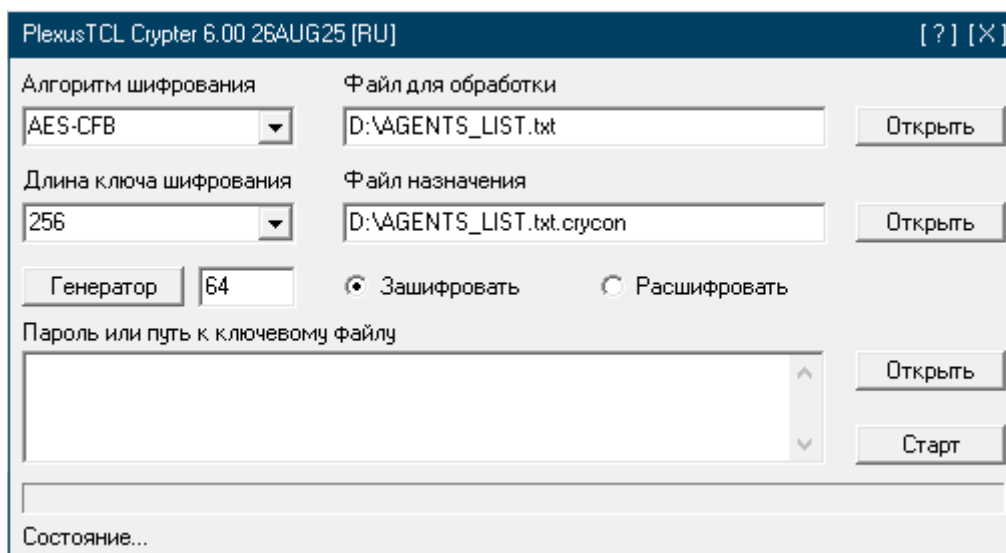 PlexusTCL Crypter 6.00 26AUG25 [RU] [ ? ] [X]
Алгоритм шифрования Файл для обработки
AES-CFB D:\AGENTS_LIST.txt Открыть
Длина ключа шифрования Файл назначения
256 D:\AGENTS_LIST.txt.crycon Открыть
Генератор 64 Зашифровать Расшифровать
Пароль или путь к ключевому файлу
Открыть
Старт
Состояние...